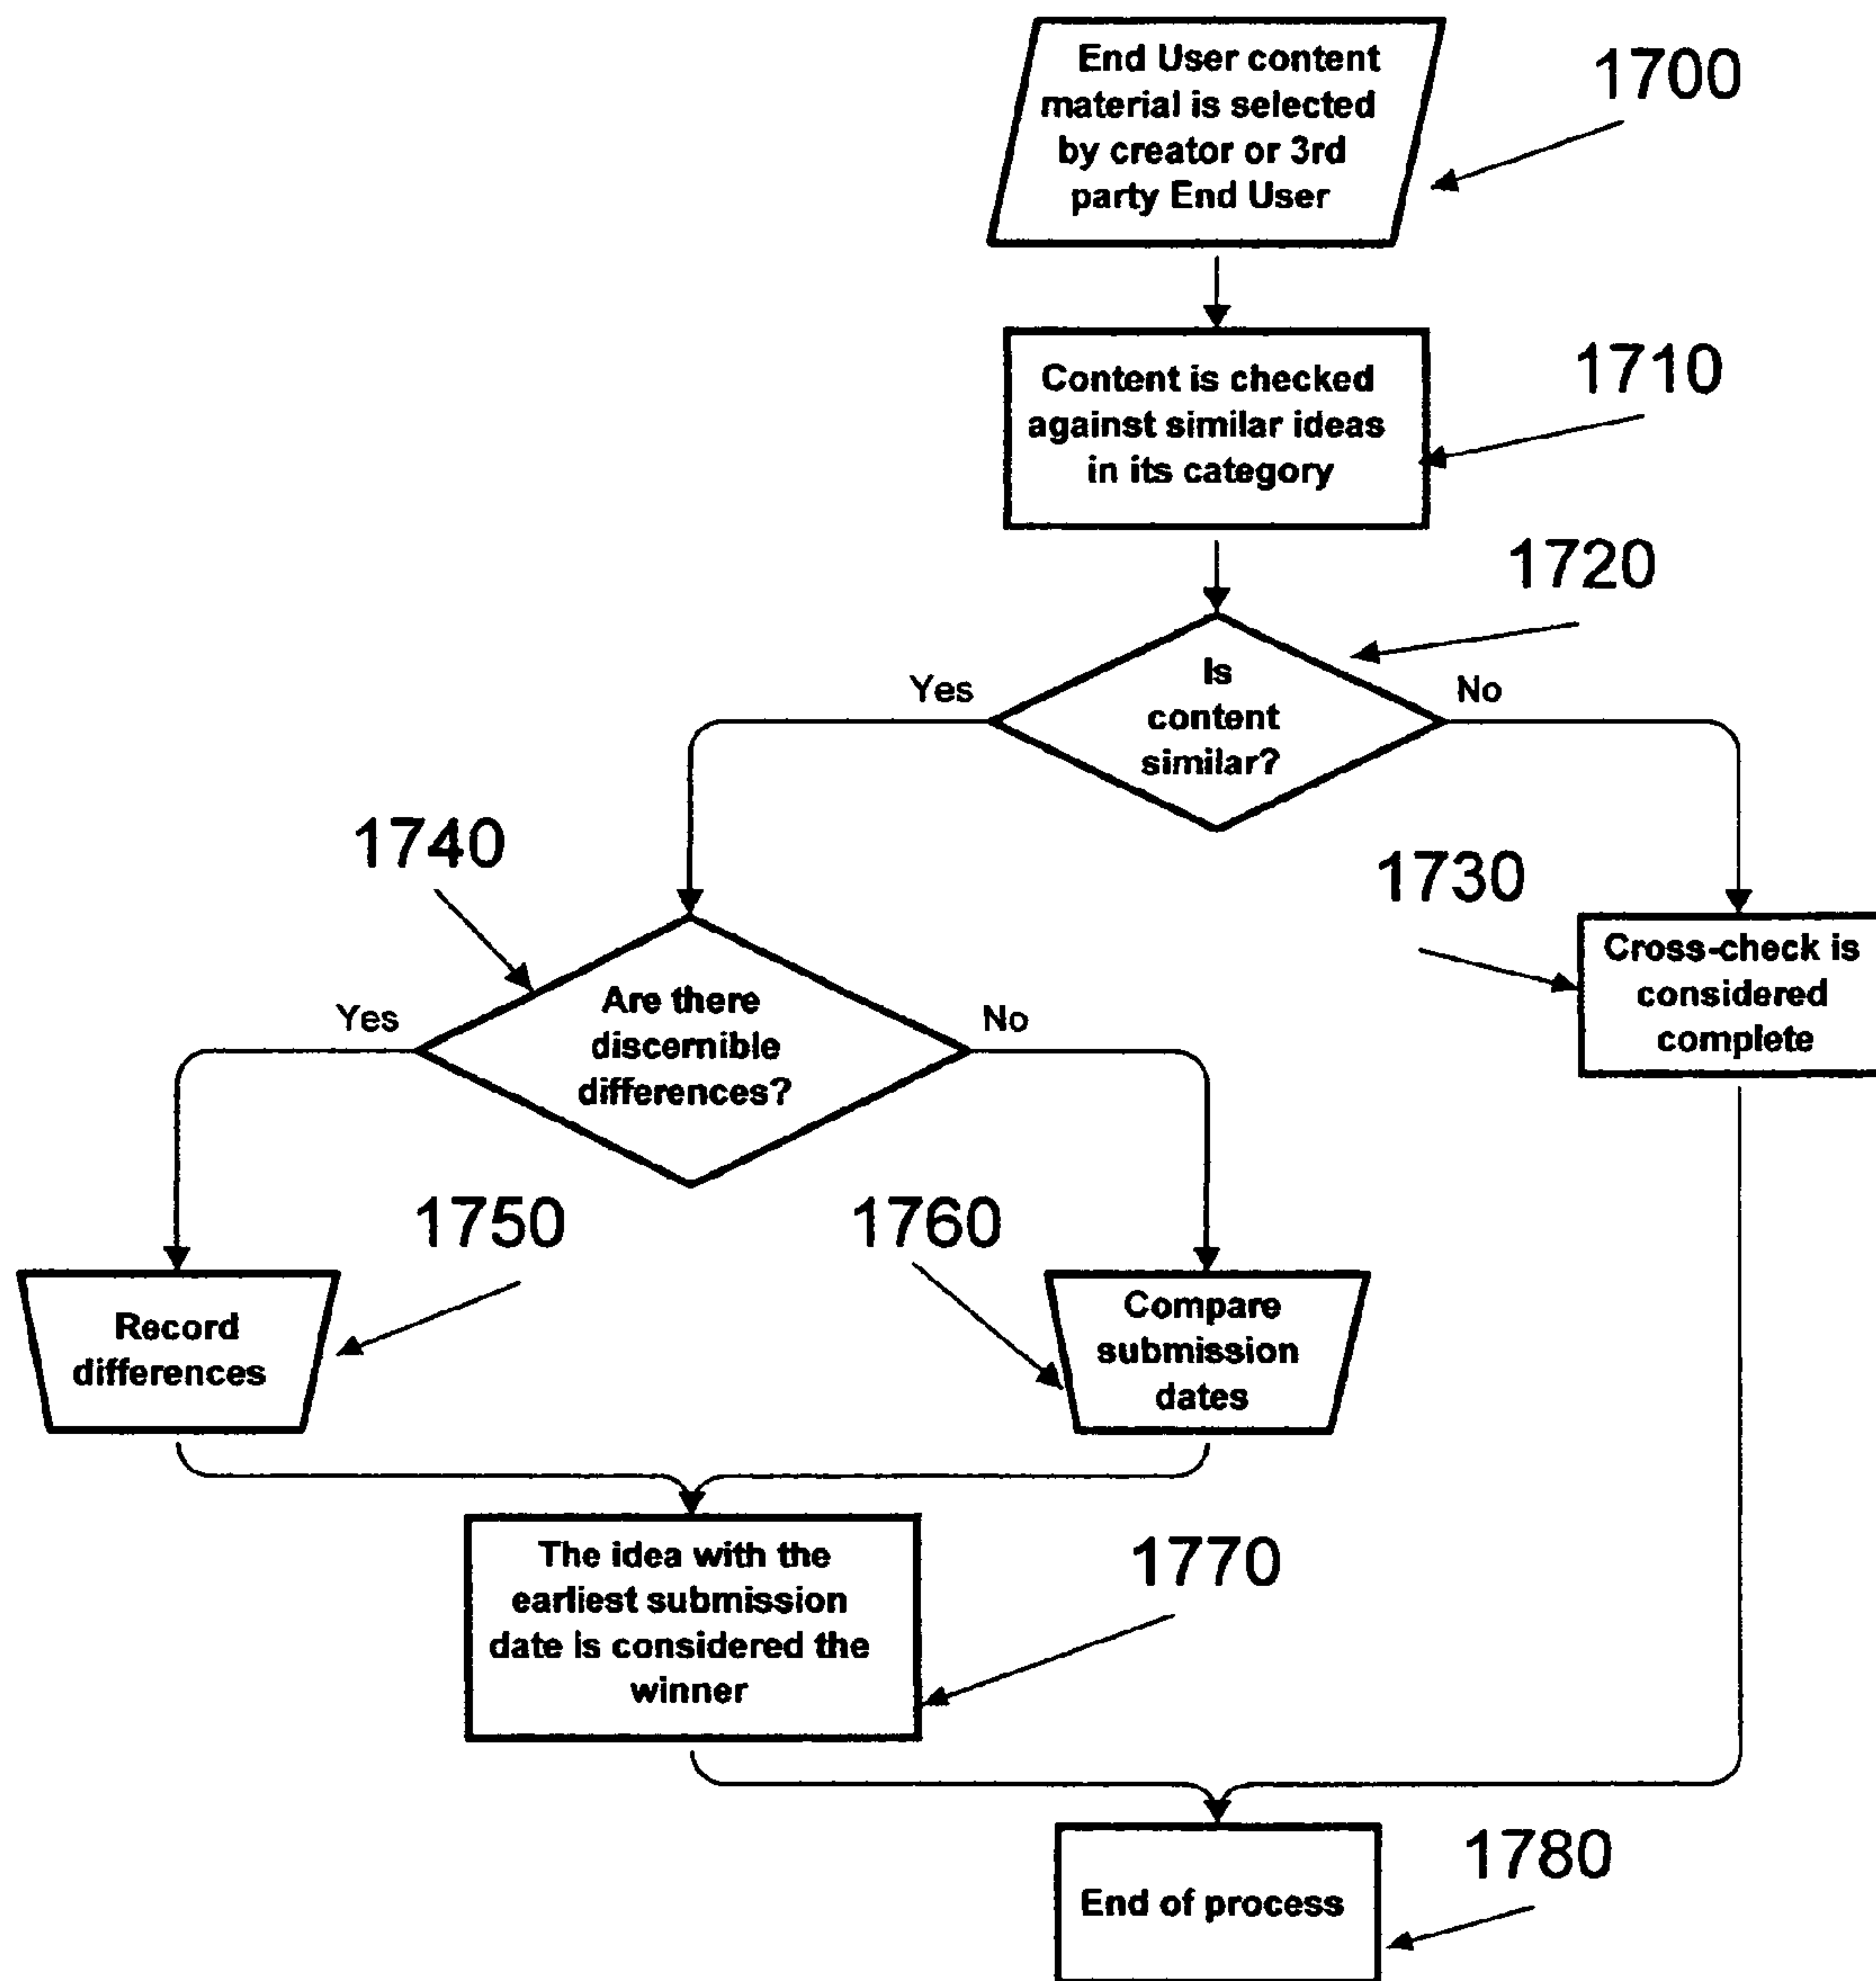 End User content
material is selected
by creator or 3rd
party End User
1700
Content is checked
against similar ideas
in its category
1710
1720
Is
content
similar?
Yes
No
1740
1730
Are there
discernible
differences?
Yes
No
Cross-check is
considered
complete
1750
1760
Record
differences
Compare
submission
dates
The idea with the
earliest submission
date is considered the
winner
1770
End of process
1780